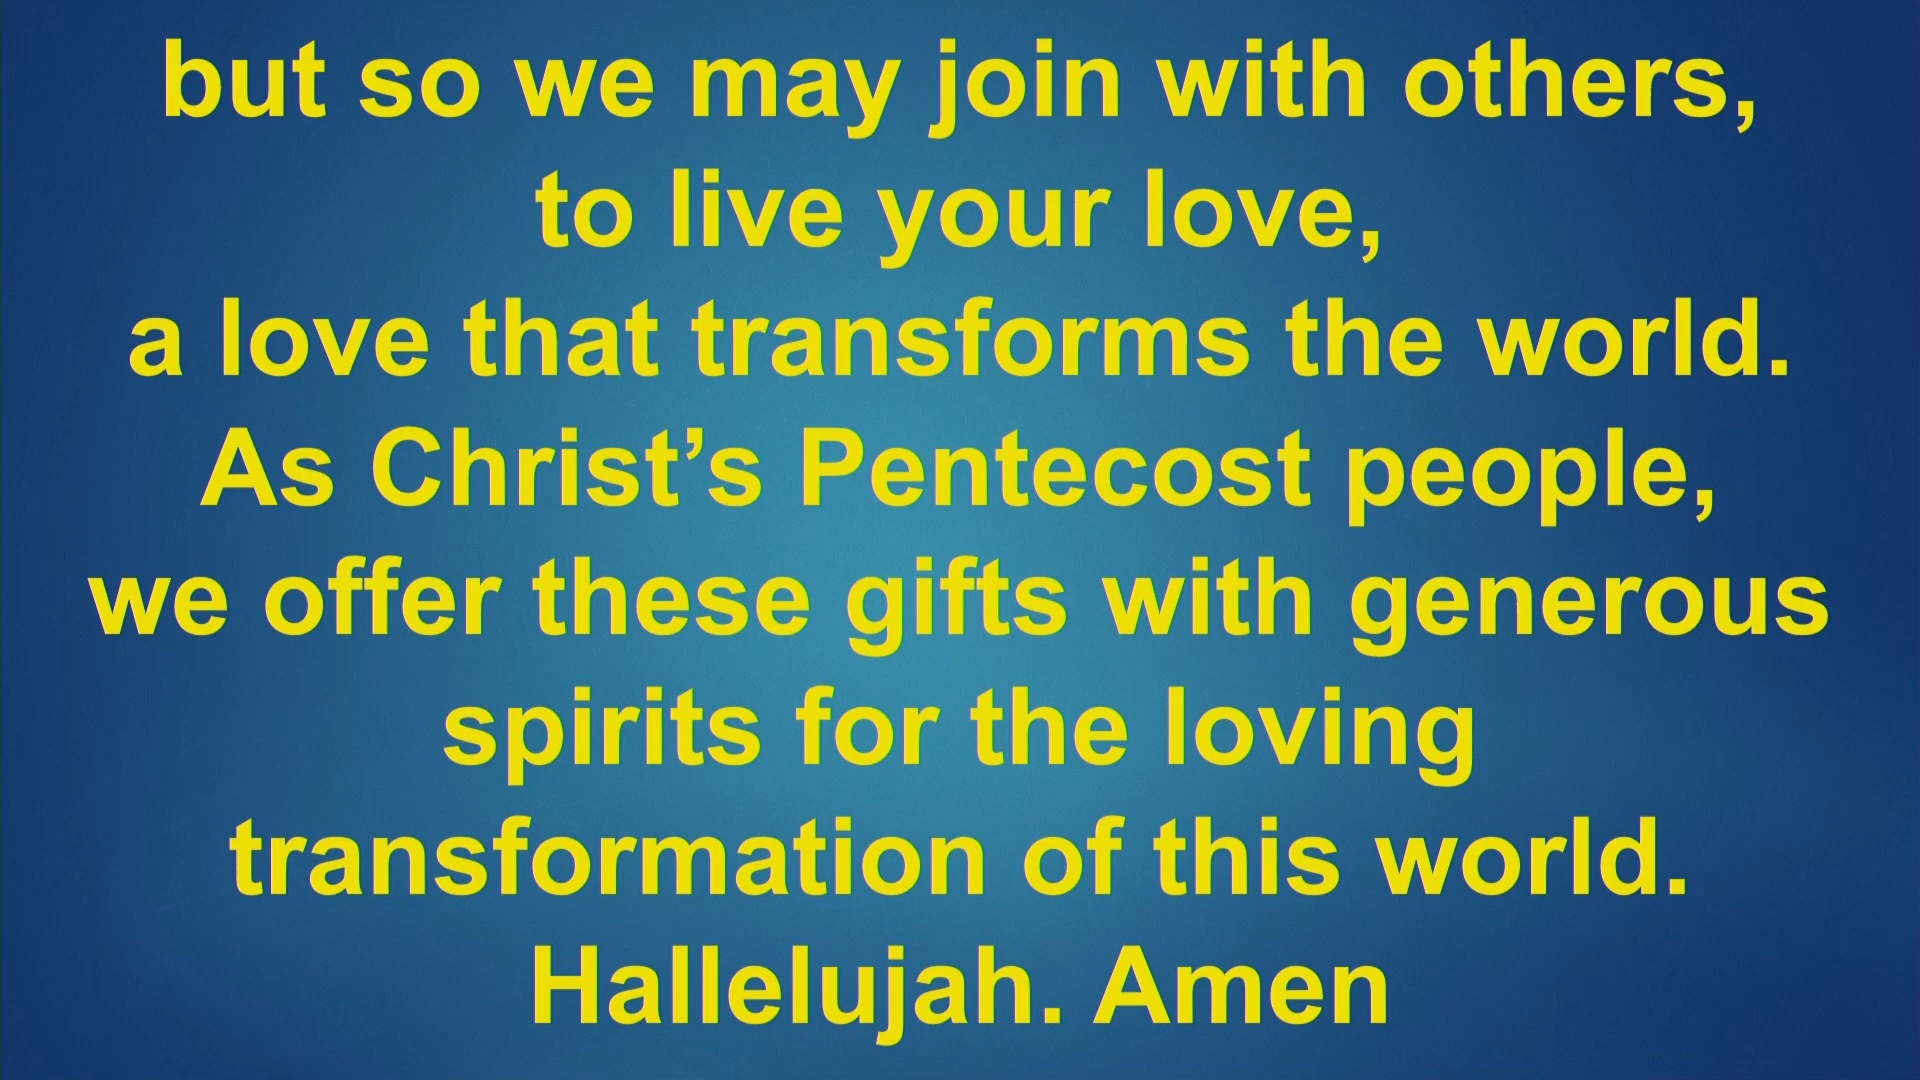 but so we may join with others,
to live your love,
a love that transforms the world.
As Christ’s Pentecost people,
we offer these gifts with generous
spirits for the loving
transformation of this world.
Hallelujah. Amen